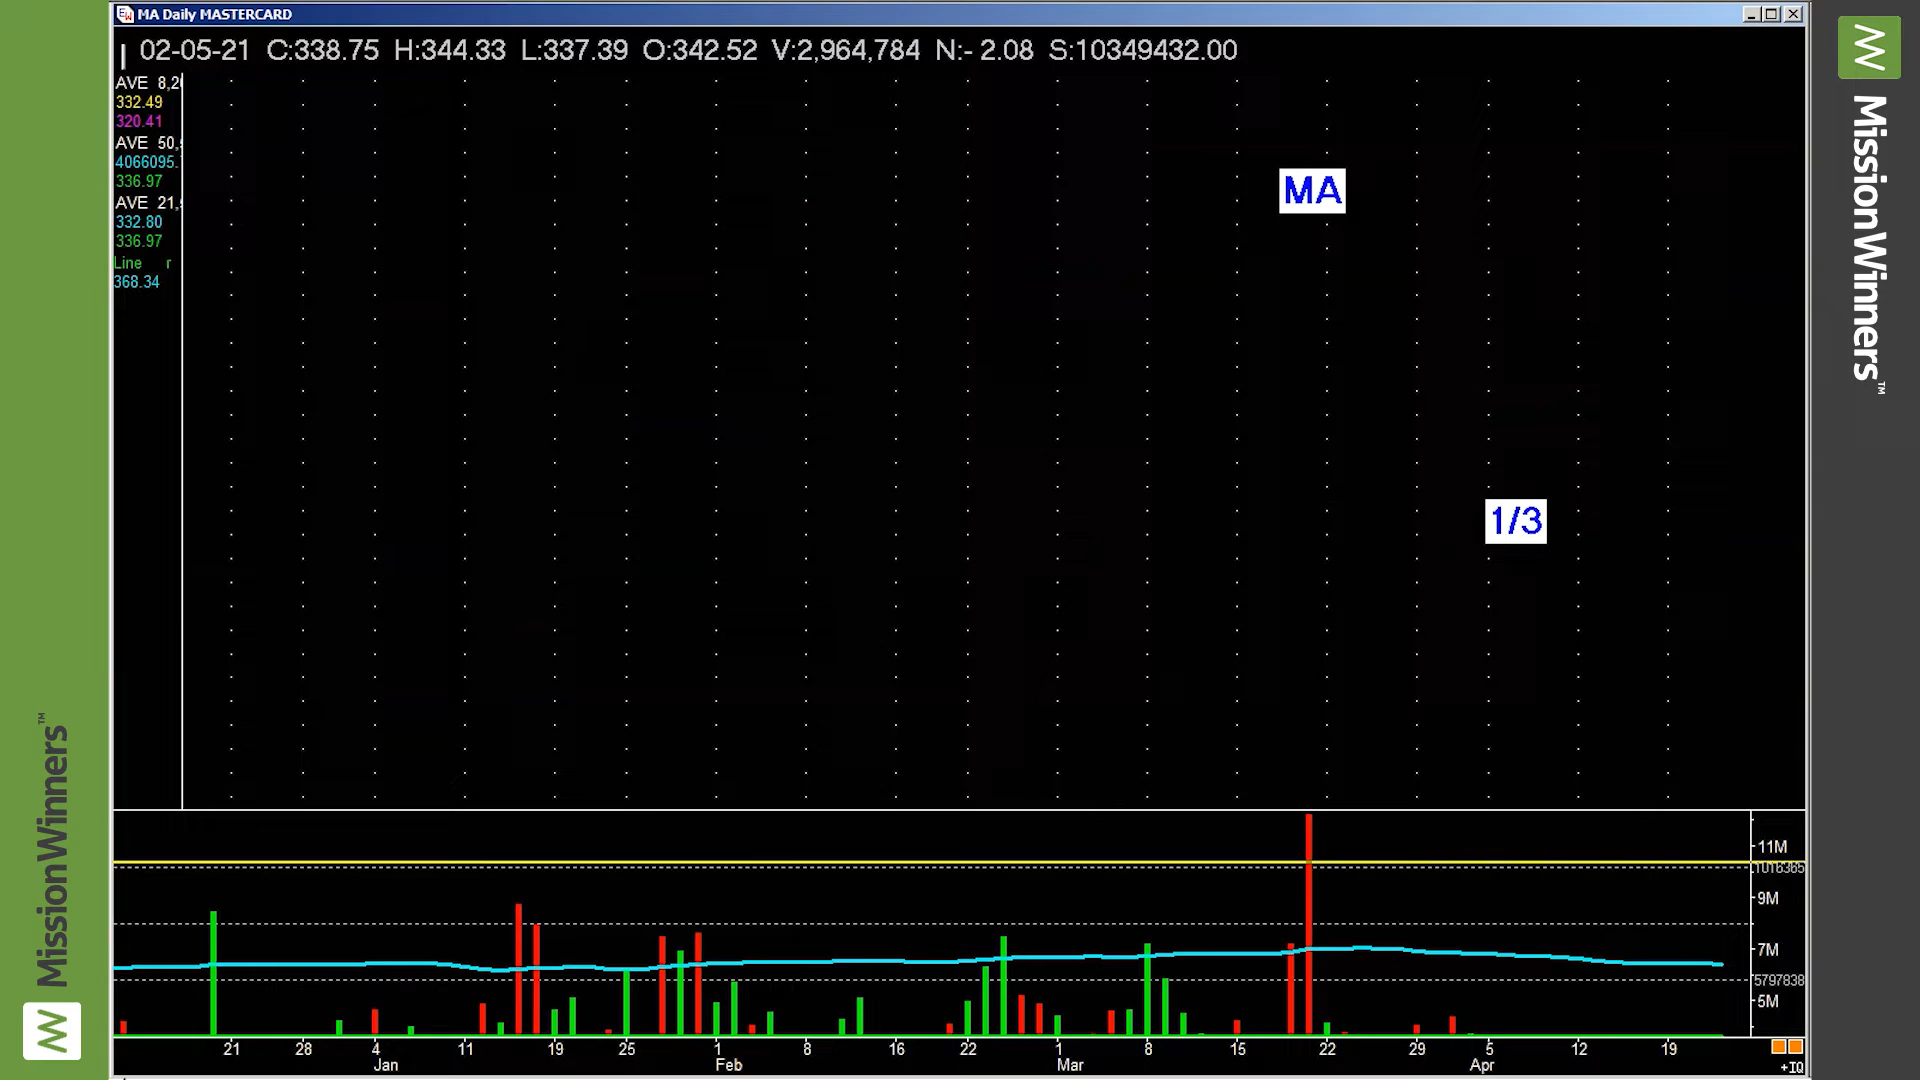 MA Daily MASTERCARD
02-05-21 C:338.75 H:344.33 L:337.39 O:342.52 V:2,964,784 N:- 2.08 S:10349432.00
AVE 8,2
332.49
320.41
AVE 50,
4066095.
336.97
AVE 21,
332.80
336.97
Line r
368.34
MA
1/3
11M
9M
7M
5797838
5M
21 28 4 11 19 25 1 8 16 22 1 8 15 22 29 5 12 19
Jan Feb Mar Apr
+IQ
MissionWinners™
MissionWinners™